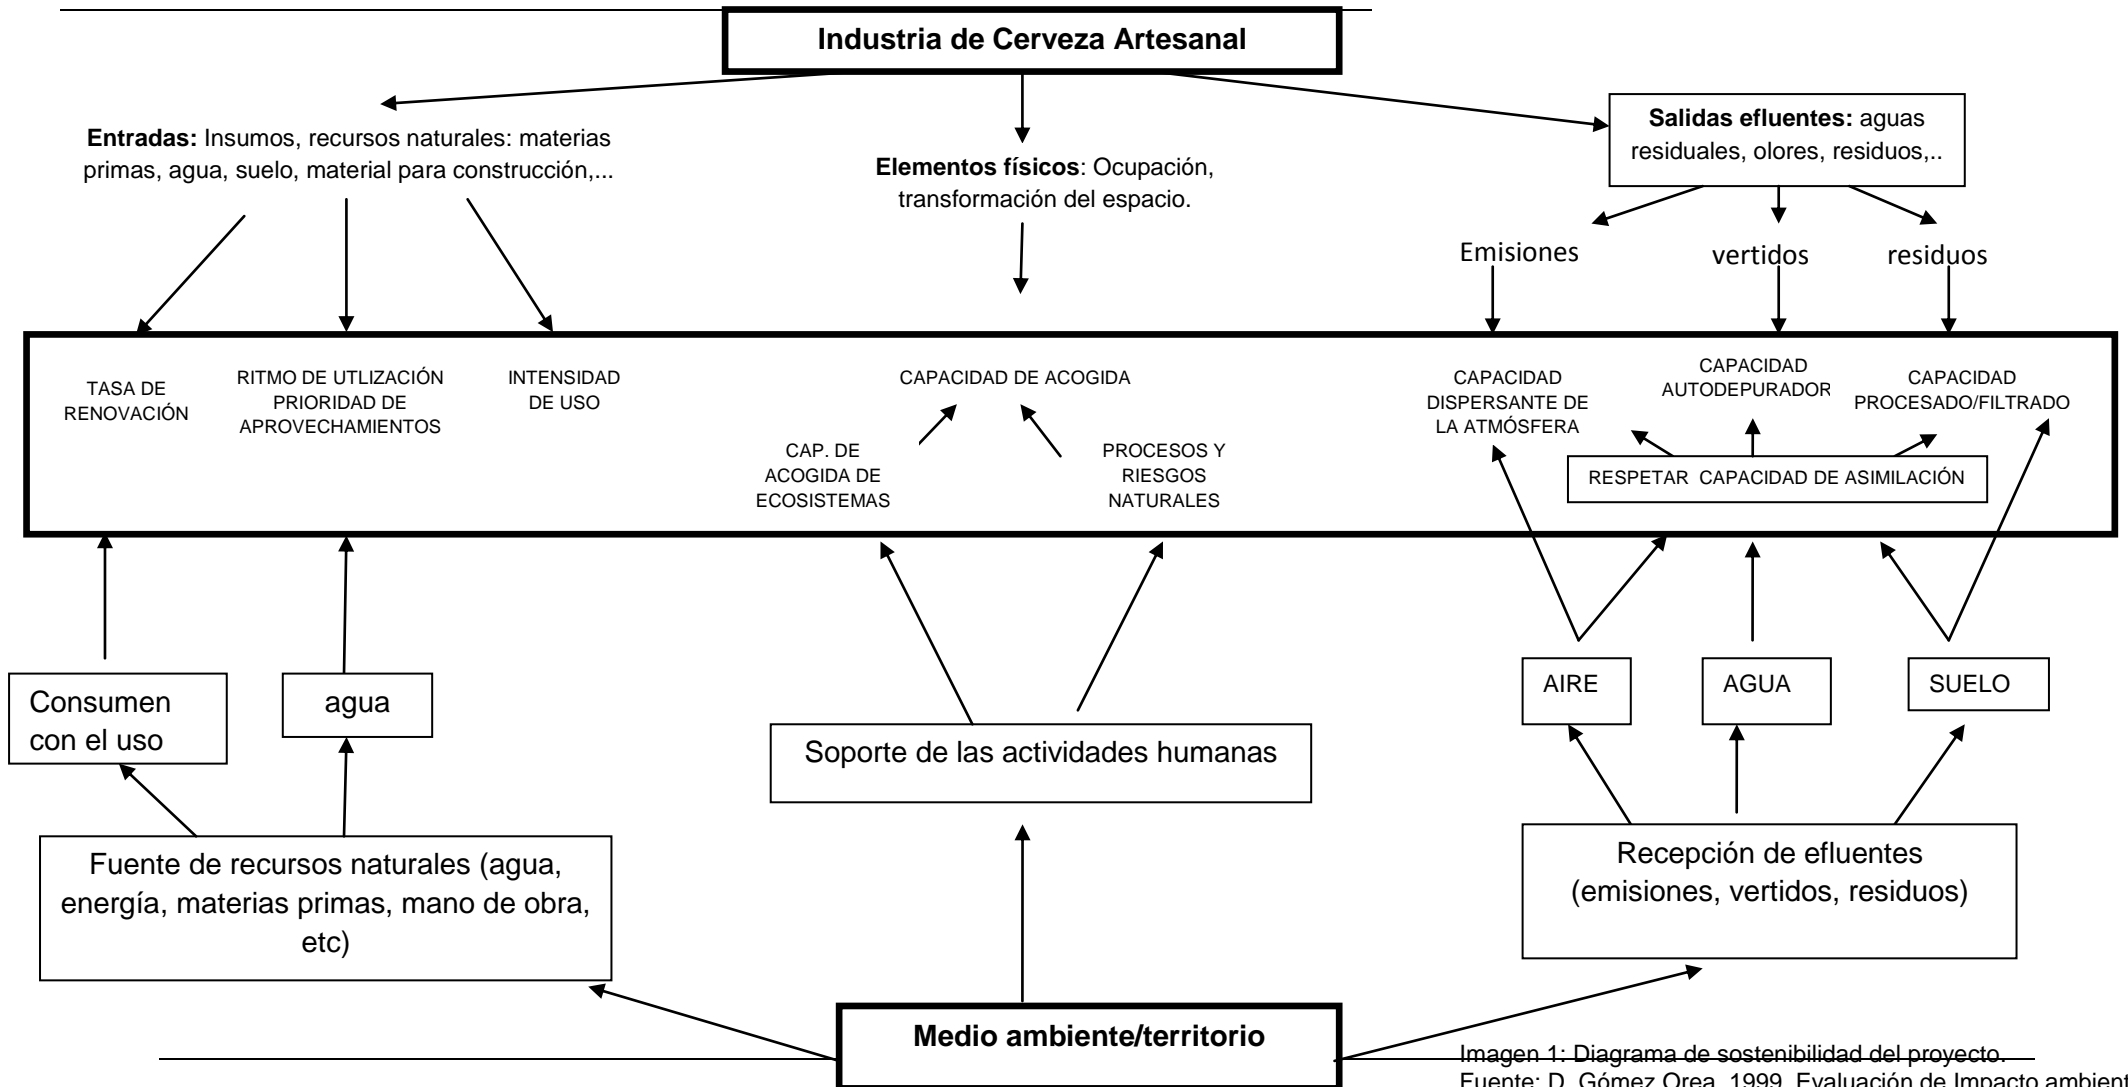 Industria de Cerveza Artesanal
Entradas: Insumos, recursos naturales: materias
primas, agua, suelo, material para construcción,...
Elementos físicos: Ocupación,
transformación del espacio.
Salidas efluentes: aguas
residuales, olores, residuos,..
Emisiones
vertidos
residuos
TASA DE
RENOVACIÓN
RITMO DE UTLIZACIÓN
PRIORIDAD DE
APROVECHAMIENTOS
INTENSIDAD
DE USO
CAPACIDAD DE ACOGIDA
CAP. DE
ACOGIDA DE
ECOSISTEMAS
PROCESOS Y
RIESGOS
NATURALES
CAPACIDAD
DISPERSANTE DE
LA ATMÓSFERA
CAPACIDAD
AUTODEPURADOR
CAPACIDAD
PROCESADO/FILTRADO
RESPETAR CAPACIDAD DE ASIMILACIÓN
Consumen
con el uso
agua
Soporte de las actividades humanas
AIRE
AGUA
SUELO
Fuente de recursos naturales (agua,
energía, materias primas, mano de obra,
etc)
Recepción de efluentes
(emisiones, vertidos, residuos)
Medio ambiente/territorio
Imagen 1: Diagrama de sostenibilidad del proyecto.
Fuente: D. Gómez Orea, 1999. Evaluación de Impacto ambient